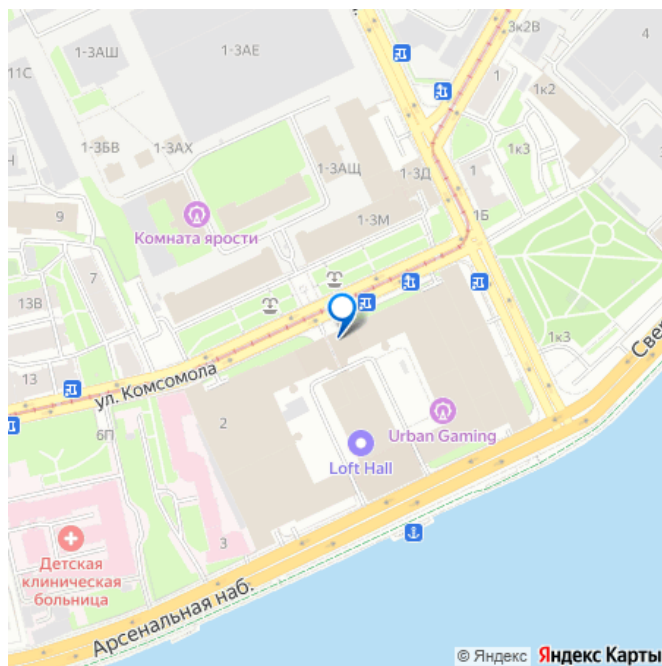 1-3АШ
1-3АЕ
3к2В
4
11С
1
1к2
1-3БВ
1-3АХ
1-3АЩ
1-3Д
1
1к3
9
Комната ярости
1-3М
1Б
7
13В
1к3
13
ул. Комсомола
2
6П
Urban Gaming
Loft Hall
3
Детская
клиническая
больница
Арсенальная наб.
© Яндекс Яндекс Карты